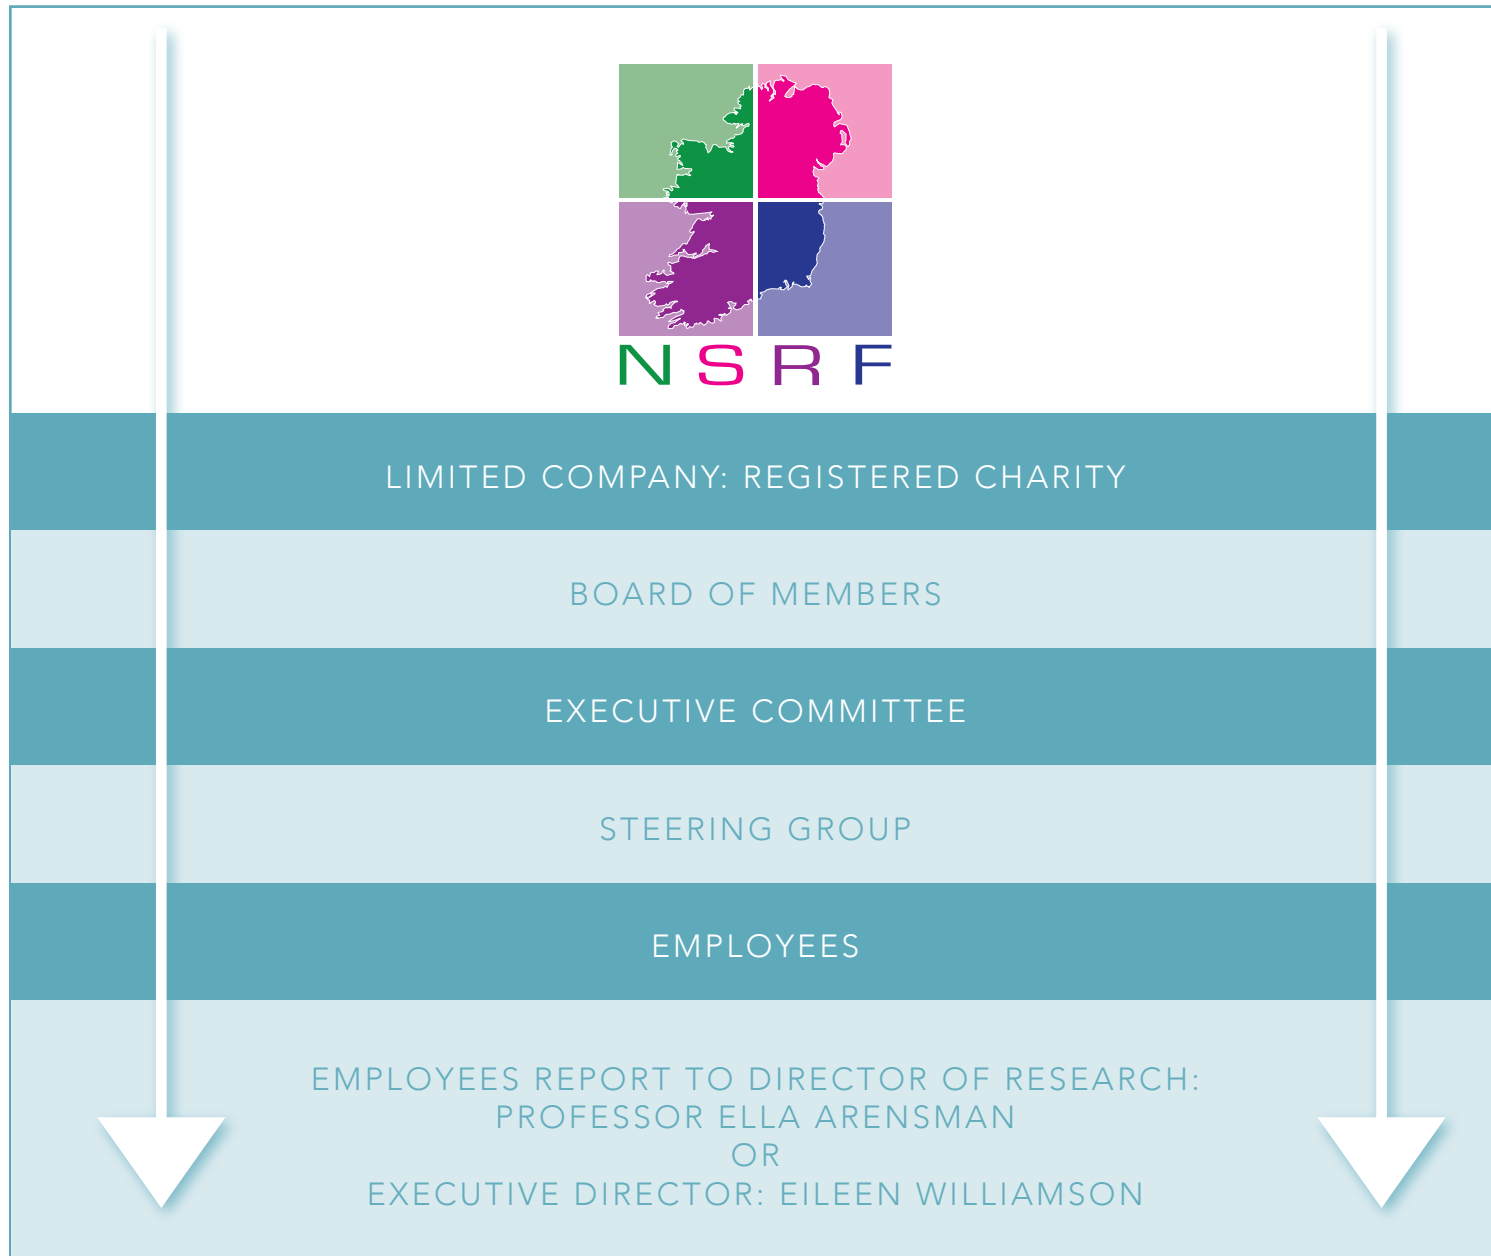 NSRF
LIMITED COMPANY: REGISTERED CHARITY
BOARD OF MEMBERS
EXECUTIVE COMMITTEE
STEERING GROUP
EMPLOYEES
EMPLOYEES REPORT TO DIRECTOR OF RESEARCH:
PROFESSOR ELLA ARENSMAN
OR
EXECUTIVE DIRECTOR: EILEEN WILLIAMSON